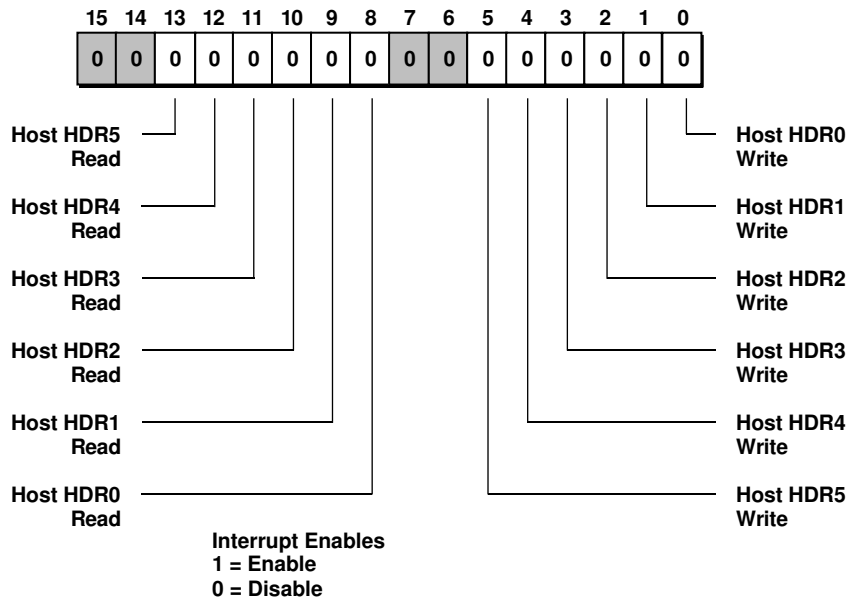 15 14 13 12 11 10 9 8 7 6 5 4 3 2 1 0
0 0 0 0 0 0 0 0 0 0 0 0 0 0 0 0
Host HDR5
Read
Host HDR4
Read
Host HDR3
Read
Host HDR2
Read
Host HDR1
Read
Host HDR0
Read
Host HDR0
Write
Host HDR1
Write
Host HDR2
Write
Host HDR3
Write
Host HDR4
Write
Host HDR5
Write
Interrupt Enables
1 = Enable
0 = Disable